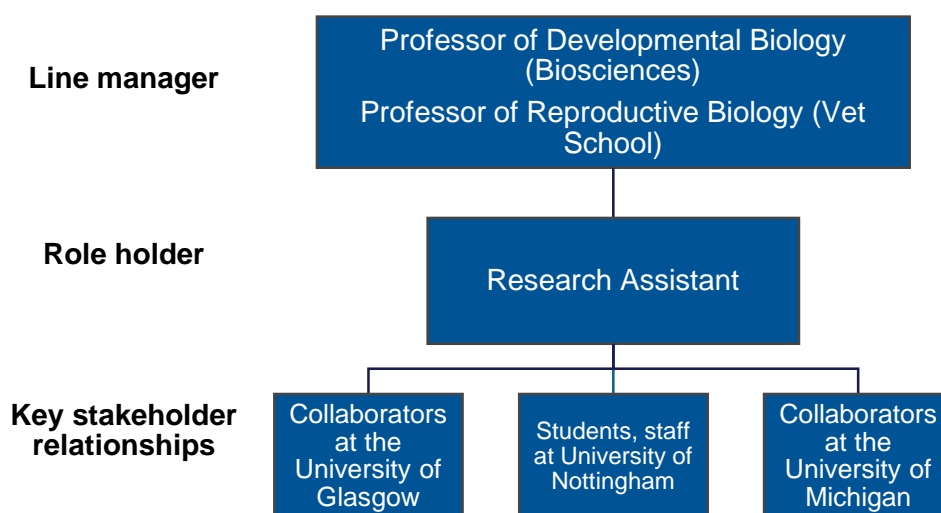 Line manager
Professor of Developmental Biology
(Biosciences)
Professor of Reproductive Biology (Vet
School)
Role holder
Research Assistant
Key stakeholder
relationships
Collaborators
at the
University of
Glasgow
Students, staff
at University of
Nottingham
Collaborators
at the
University of
Michigan